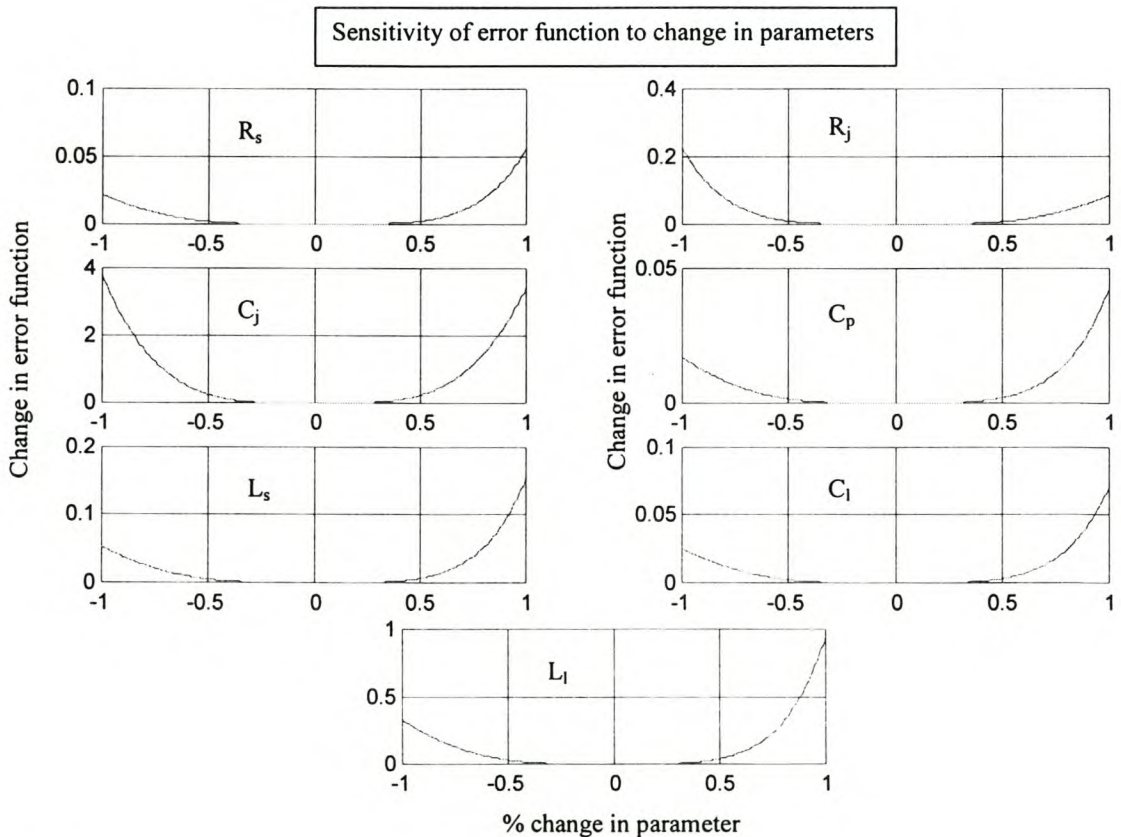 Sensitivity of error function to change in parameters
0.1
0.05
0
R_s
-1 -0.5 0 0.5 1
0.4
0.2
0
R_j
-1 -0.5 0 0.5 1
Change in error function
4
2
0
C_j
-1 -0.5 0 0.5 1
Change in error function
0.05
0
C_p
-1 -0.5 0 0.5 1
0.2
0.1
0
L_s
-1 -0.5 0 0.5 1
0.1
0.05
0
C_l
-1 -0.5 0 0.5 1
1
0.5
0
L_l
-1 -0.5 0 0.5 1
% change in parameter